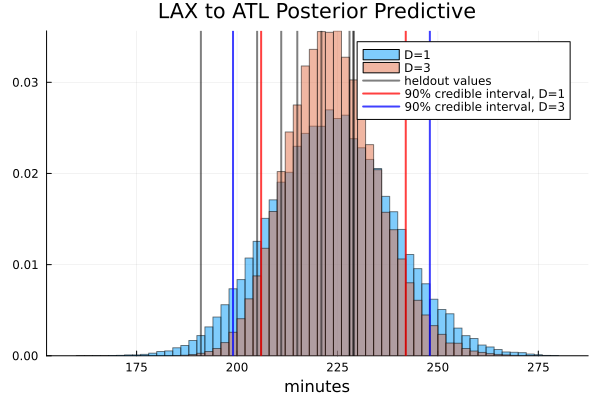 LAX to ATL Posterior Predictive
D=1
D=3
heldout values
90% credible interval, D=1
90% credible interval, D=3
0.03
0.02
0.01
0.00
175 200 225 250 275
minutes